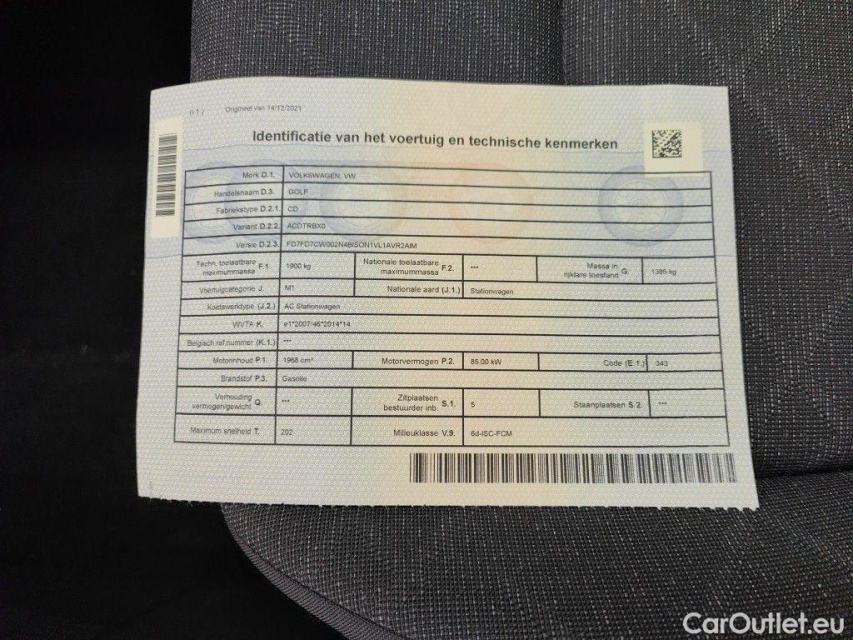 Origineel van 14/12/2021
Identificatie van het voertuig en technische kenmerken
Merk D.1. VOLKSWAGEN, VW
Handelsnaam D.3. GOLF
Fabriekstype D.2.1. CD
Variant D.2.2. ACDTRBX0
Versie D.2.3.
Techn. toelaatbare maximummassa F.1. 1900 kg Nationale toelaatbare maximummassa F.2. --- Massa in rijklare toestand G. 1385 kg
Voertuigcategorie J. M1 Nationale aard (J.1.) Stationwagen
Koetswerktype (J.2.) AC Stationwagen
WVTA K. e1*2007/46*2014*14
Belgisch ref.nummer (K.1.) ---
Motorinhoud P.1. 1968 cm³ Motorvermogen P.2. 85.00 kW Code (E.1.) 343
Brandstof P.3. Gasolie
Verhouding vermogen/gewicht Q. --- Zitplaatsen bestuurder inb. S.1. 5 Staanplaatsen S.2. ---
Maximum snelheid T. 202 Milieuklasse V.9. 6d-ISC-FCM
CarOutlet.eu